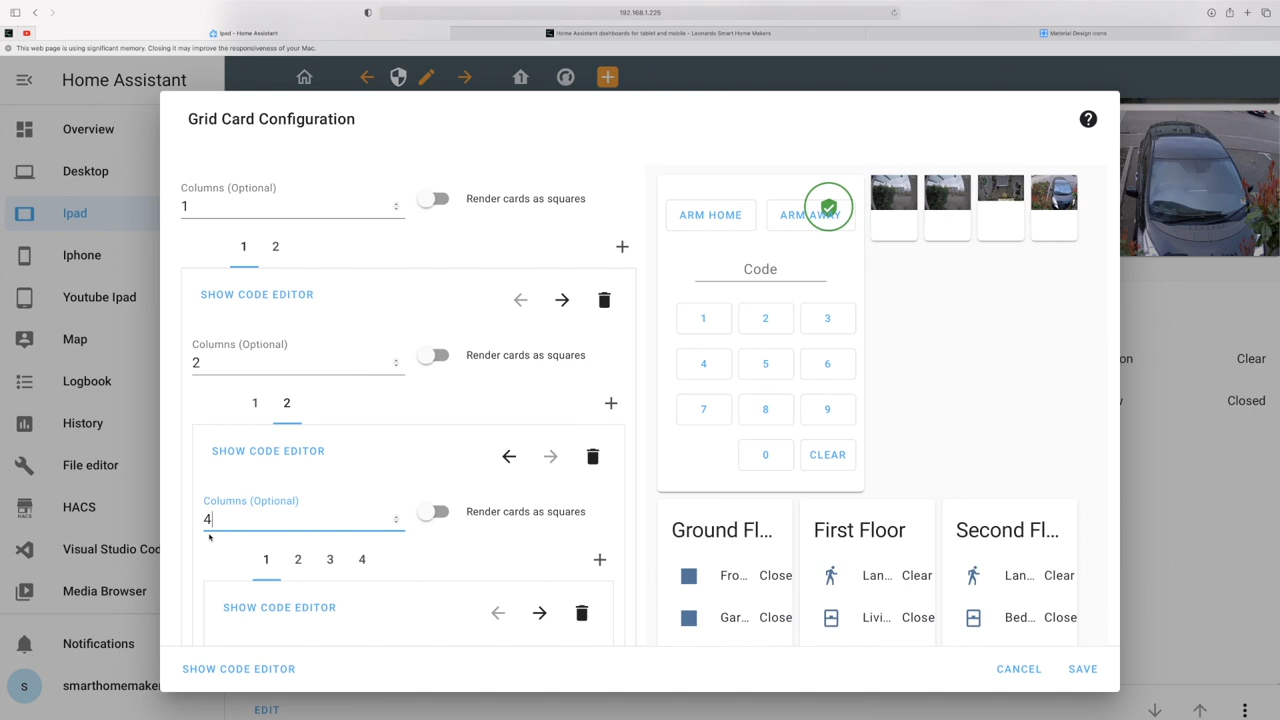 192.168.1.225
Ipad - Home Assistant
Home Assistant dashboards for tablet and mobile - Leonardo Smart Home Makers
Material Design Icons
This web page is using significant memory. Closing it may improve the responsiveness of your Mac.
Home Assistant
Overview
Desktop
Ipad
Iphone
Youtube Ipad
Map
Logbook
History
File editor
HACS
HACS
Visual Studio Cod
Media Browser
Notifications
s
smarthomemaker
1
Grid Card Configuration
Columns (Optional)
1
Render cards as squares
1 2
SHOW CODE EDITOR
Columns (Optional)
2
Render cards as squares
1 2
SHOW CODE EDITOR
Columns (Optional)
4
Render cards as squares
1 2 3 4
SHOW CODE EDITOR
ARM HOME
ARM AWAY
Code
1 2 3
4 5 6
7 8 9
0 CLEAR
Ground Fl...
Fro... Close
Gar... Close
First Floor
Lan... Clear
Livi... Close
Second Fl...
Lan... Clear
Bed... Close
on Clear
Closed
SHOW CODE EDITOR
CANCEL
SAVE
EDIT